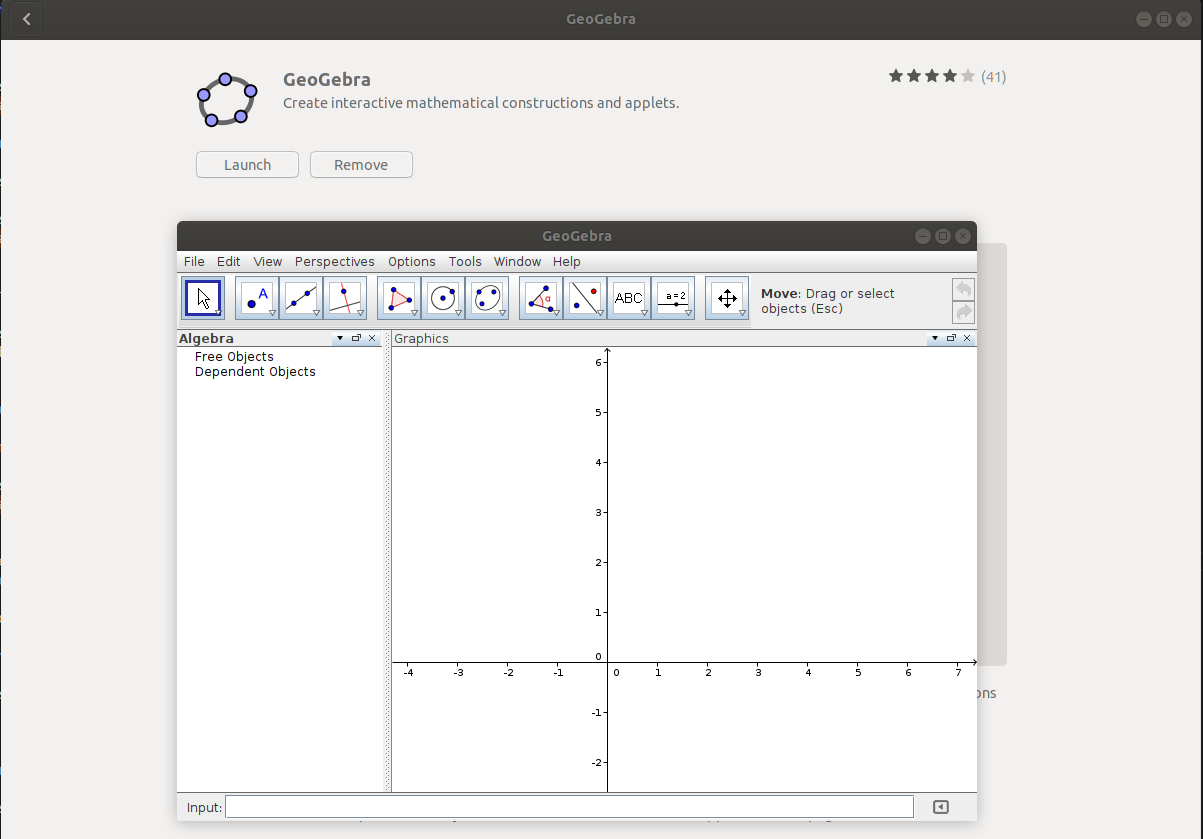 GeoGebra
GeoGebra
(41)
Create interactive mathematical constructions and applets.
Launch Remove
GeoGebra
File Edit View Perspectives Options Tools Window Help
A α ABC a=2
Move: Drag or select
objects (Esc)
Algebra
Graphics
Free Objects
Dependent Objects
6
5
4
3
2
1
0
-4 -3 -2 -1 0 1 2 3 4 5 6 7
-1
-2
ons
Input: